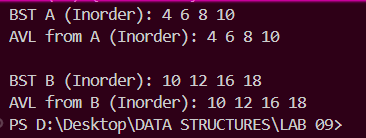 BST A (Inorder): 4 6 8 10
AVL from A (Inorder): 4 6 8 10
BST B (Inorder): 10 12 16 18
AVL from B (Inorder): 10 12 16 18
PS D:\Desktop\DATA STRUCTURES\LAB 09>